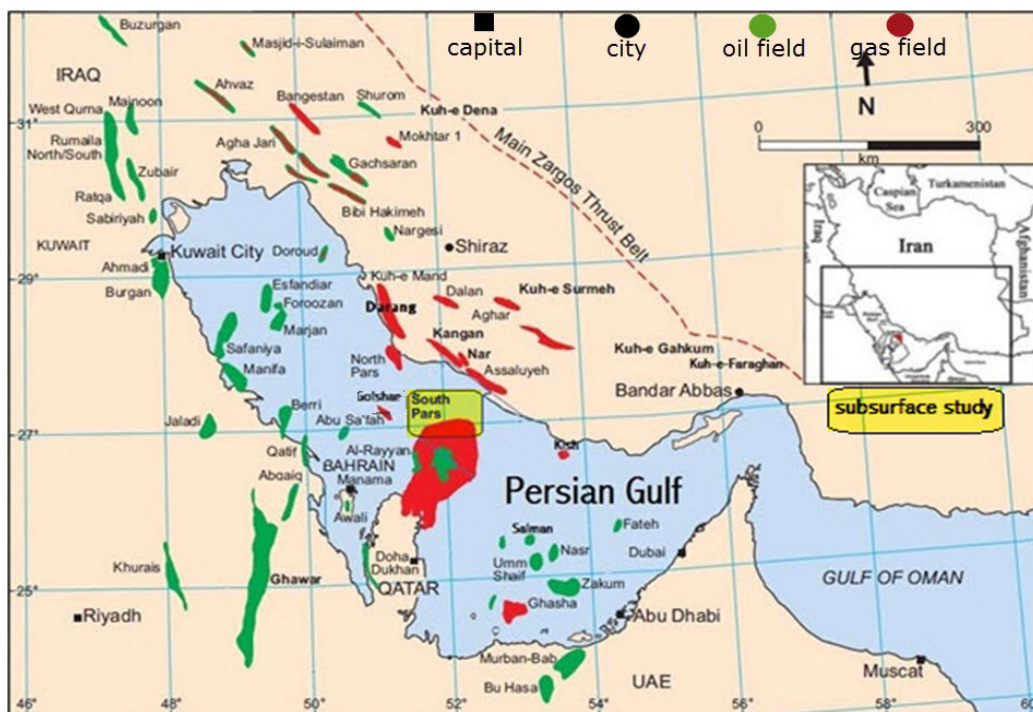 Buzurgan
Masjid-i-Sulaiman
capital
city
oil field
gas field
IRAQ
Ahvaz
Bangestan
Shurom
Kuh-e Dena
N
West Qurna
Majnoon
31°
Mokhtar 1
Main Zargos Thrust Belt
0
300
km
Rumaila
North/South
Agha Jari
Gachsaran
Zubair
Ratqa
Bibi Hakimeh
Sabiriyah
Nargesi
KUWAIT
Kuwait City
Doroud
Shiraz
Caspian
Sea
Turkamenistan
Iraq
Iran
Afghanistan
Ahmadi
29°
Kuh-e Mand
Burgan
Esfandiar
Foroozan
Darang
Dalan
Kuh-e Surmeh
Aghar
Marjan
Safaniya
Kangan
Nar
Kuh-e Gahkum
Kuh-e-Faraghan
North
Pars
Assaluyeh
Manifa
Bandar Abbas
Golshae
South
Pars
subsurface study
Berri
Jaladi
Abu Sa'fah
27°
Kish
Qatif
Al-Rayyan
BAHRAIN
Manama
Abqaiq
Persian Gulf
Awali
Salman
Fateh
Doha
Dukhan
Nasr
Dubai
Umm
Shaif
Khurais
Ghawar
QATAR
Zakum
GULF OF OMAN
25°
Ghasha
Riyadh
Abu Dhabi
Murban-Bab
Muscat
Bu Hasa
UAE
46°
48°
50°
52°
54°
56°
58°